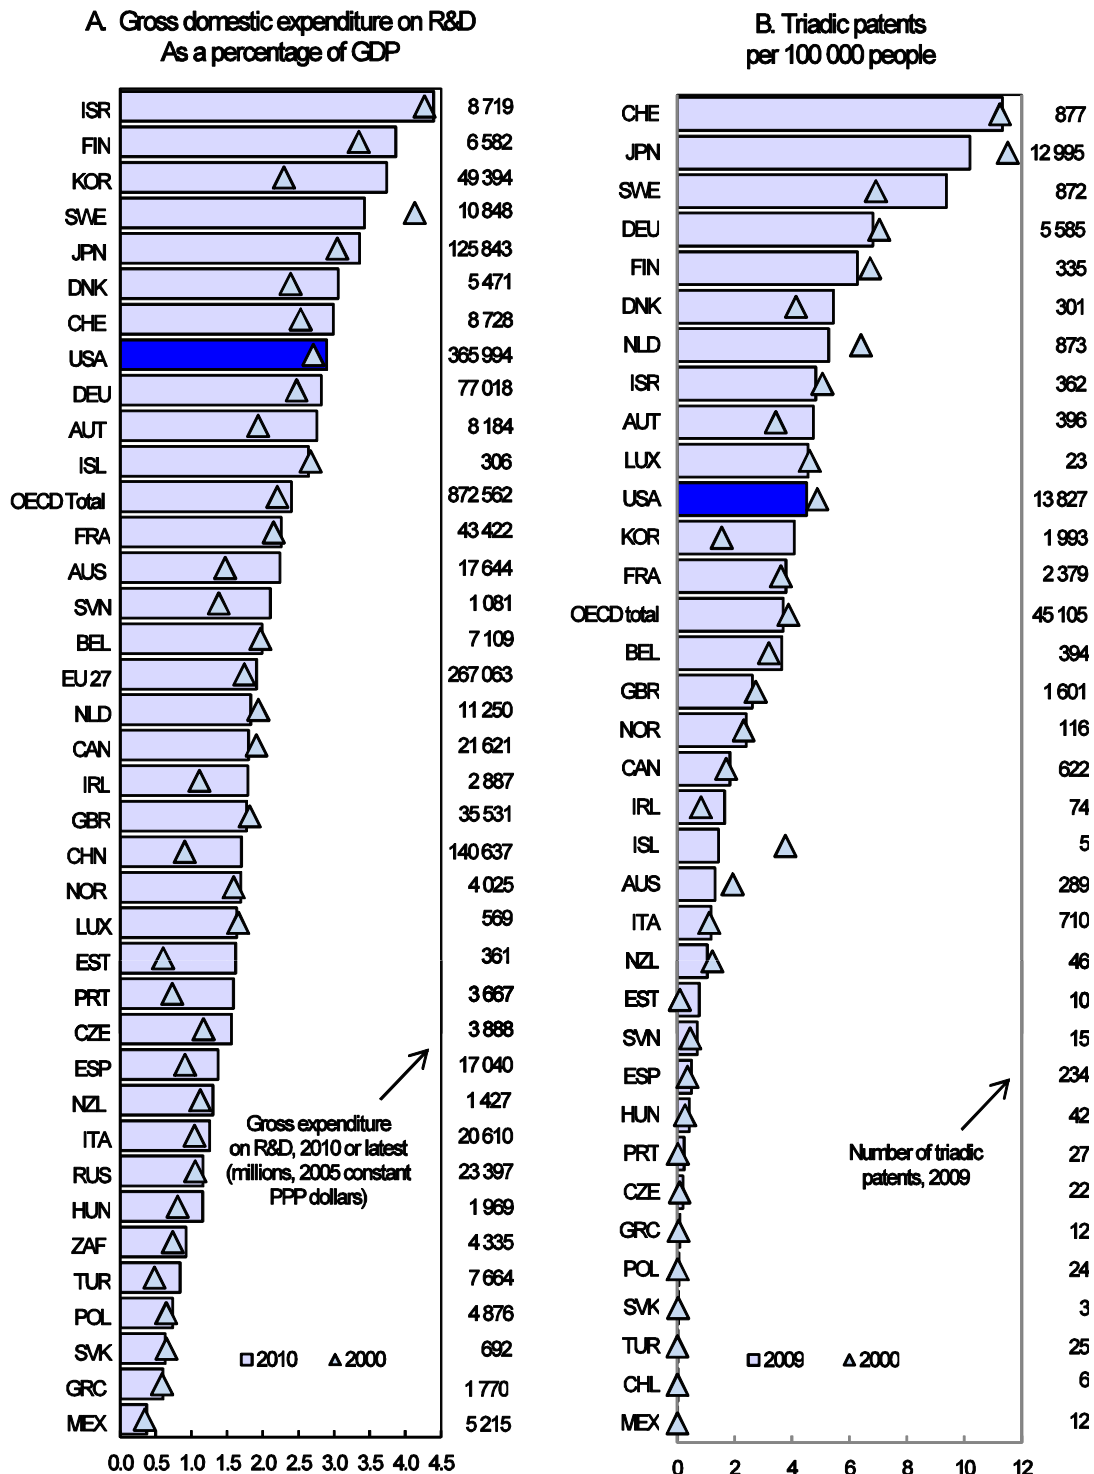 A. Gross domestic expenditure on R&D
As a percentage of GDP
ISR 8 719
FIN 6 582
KOR 49 394
SWE 10 848
JPN 125 843
DNK 5 471
CHE 8 728
USA 365 994
DEU 77 018
AUT 8 184
ISL 306
OECD Total 872 562
FRA 43 422
AUS 17 644
SVN 1 081
BEL 7 109
EU 27 267 063
NLD 11 250
CAN 21 621
IRL 2 887
GBR 35 531
CHN 140 637
NOR 4 025
LUX 569
EST 361
PRT 3 667
CZE 3 888
ESP 17 040
NZL 1 427
ITA 20 610
RUS 23 397
HUN 1 969
ZAF 4 335
TUR 7 664
POL 4 876
SVK 692
GRC 1 770
MEX 5 215
Gross expenditure
on R&D, 2010 or latest
(millions, 2005 constant
PPP dollars)
2010 2000
0.0 0.5 1.0 1.5 2.0 2.5 3.0 3.5 4.0 4.5
B. Triadic patents
per 100 000 people
CHE 877
JPN 12 995
SWE 872
DEU 5 585
FIN 335
DNK 301
NLD 873
ISR 362
AUT 396
LUX 23
USA 13 827
KOR 1 993
FRA 2 379
OECD total 45 105
BEL 394
GBR 1 601
NOR 116
CAN 622
IRL 74
ISL 5
AUS 289
ITA 710
NZL 46
EST 10
SVN 15
ESP 234
HUN 42
PRT 27
CZE 22
GRC 12
POL 24
SVK 3
TUR 25
CHL 6
MEX 12
Number of triadic
patents, 2009
2009 2000
0 2 4 6 8 10 12